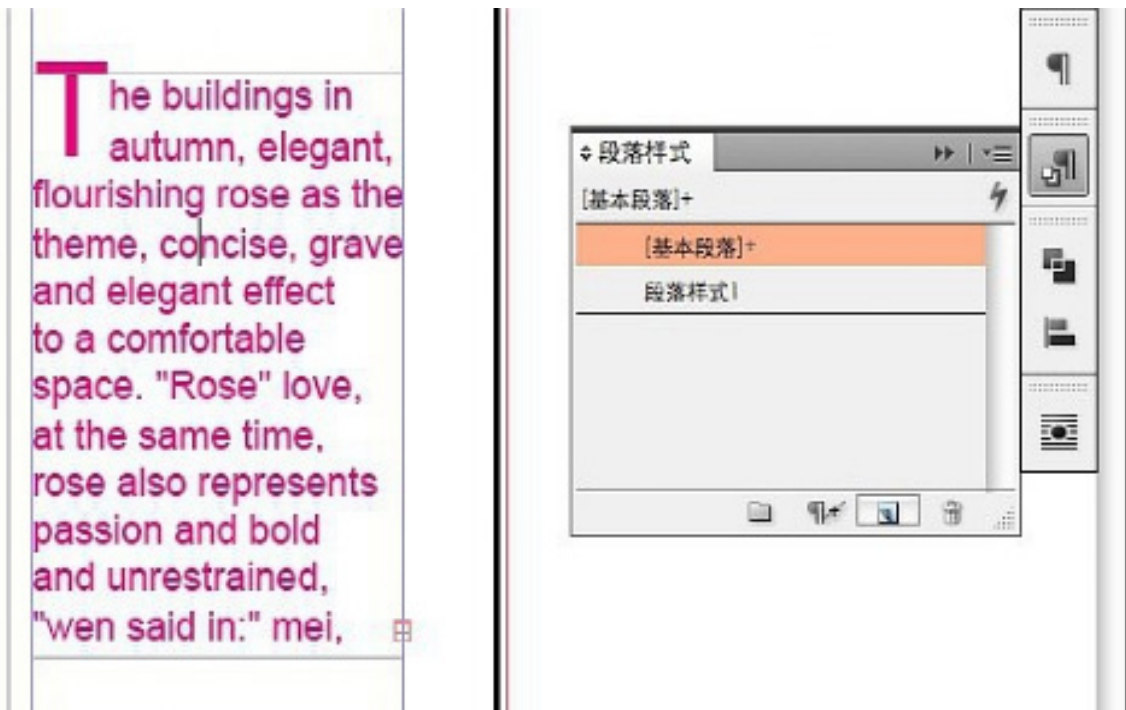 The buildings in
autumn, elegant,
flourishing rose as the
theme, concise, grave
and elegant effect
to a comfortable
space. "Rose" love,
at the same time,
rose also represents
passion and bold
and unrestrained,
"wen said in:" mei,
段落样式
[基本段落]+
[基本段落]+
段落样式1